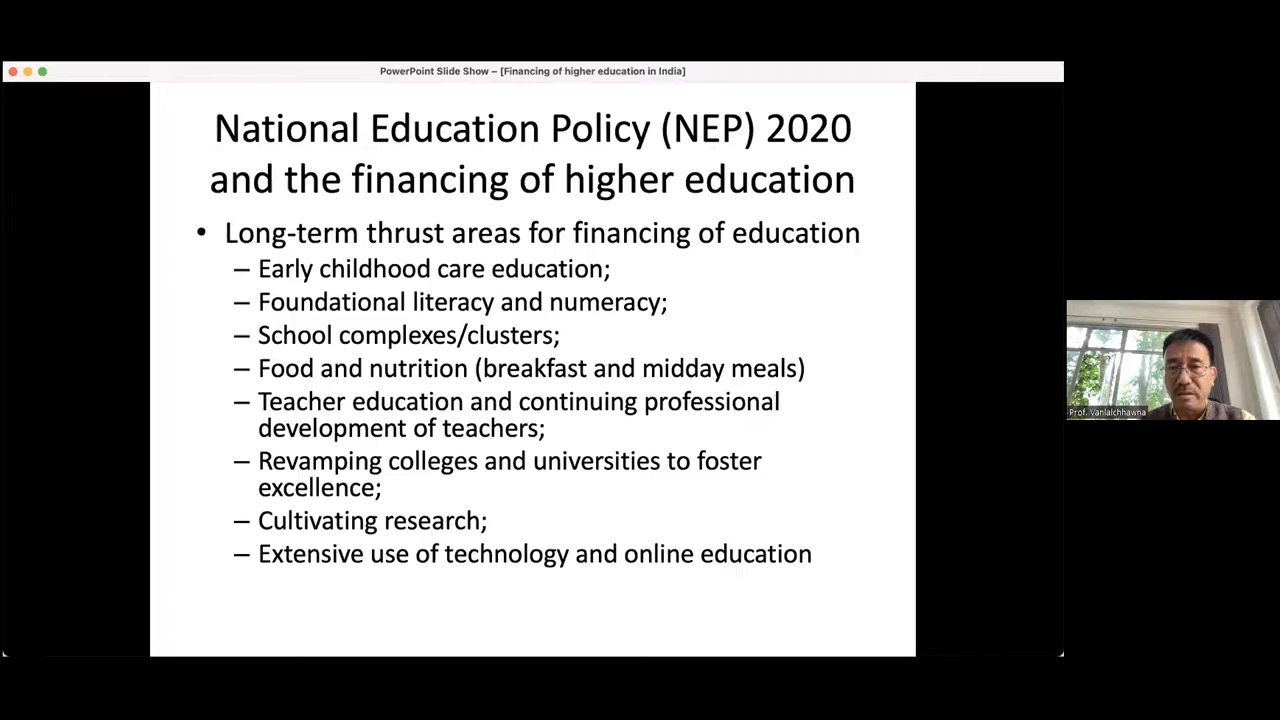 PowerPoint Slide Show – [Financing of higher education in India]
National Education Policy (NEP) 2020
and the financing of higher education
• Long-term thrust areas for financing of education
– Early childhood care education;
– Foundational literacy and numeracy;
– School complexes/clusters;
– Food and nutrition (breakfast and midday meals)
– Teacher education and continuing professional
development of teachers;
– Revamping colleges and universities to foster
excellence;
– Cultivating research;
– Extensive use of technology and online education
Prof. Vanlalchhawna